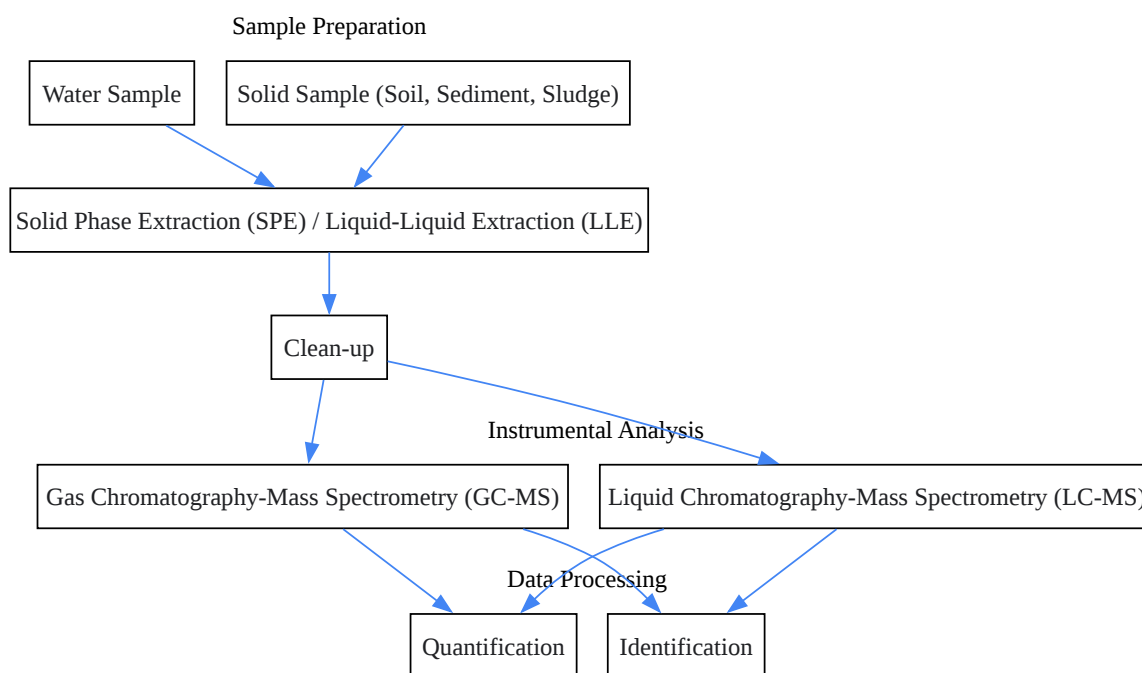 Sample Preparation
Water Sample
Solid Sample (Soil, Sediment, Sludge)
Solid Phase Extraction (SPE) / Liquid-Liquid Extraction (LLE)
Clean-up
Instrumental Analysis
Gas Chromatography-Mass Spectrometry (GC-MS)
Liquid Chromatography-Mass Spectrometry (LC-MS)
Data Processing
Quantification
Identification